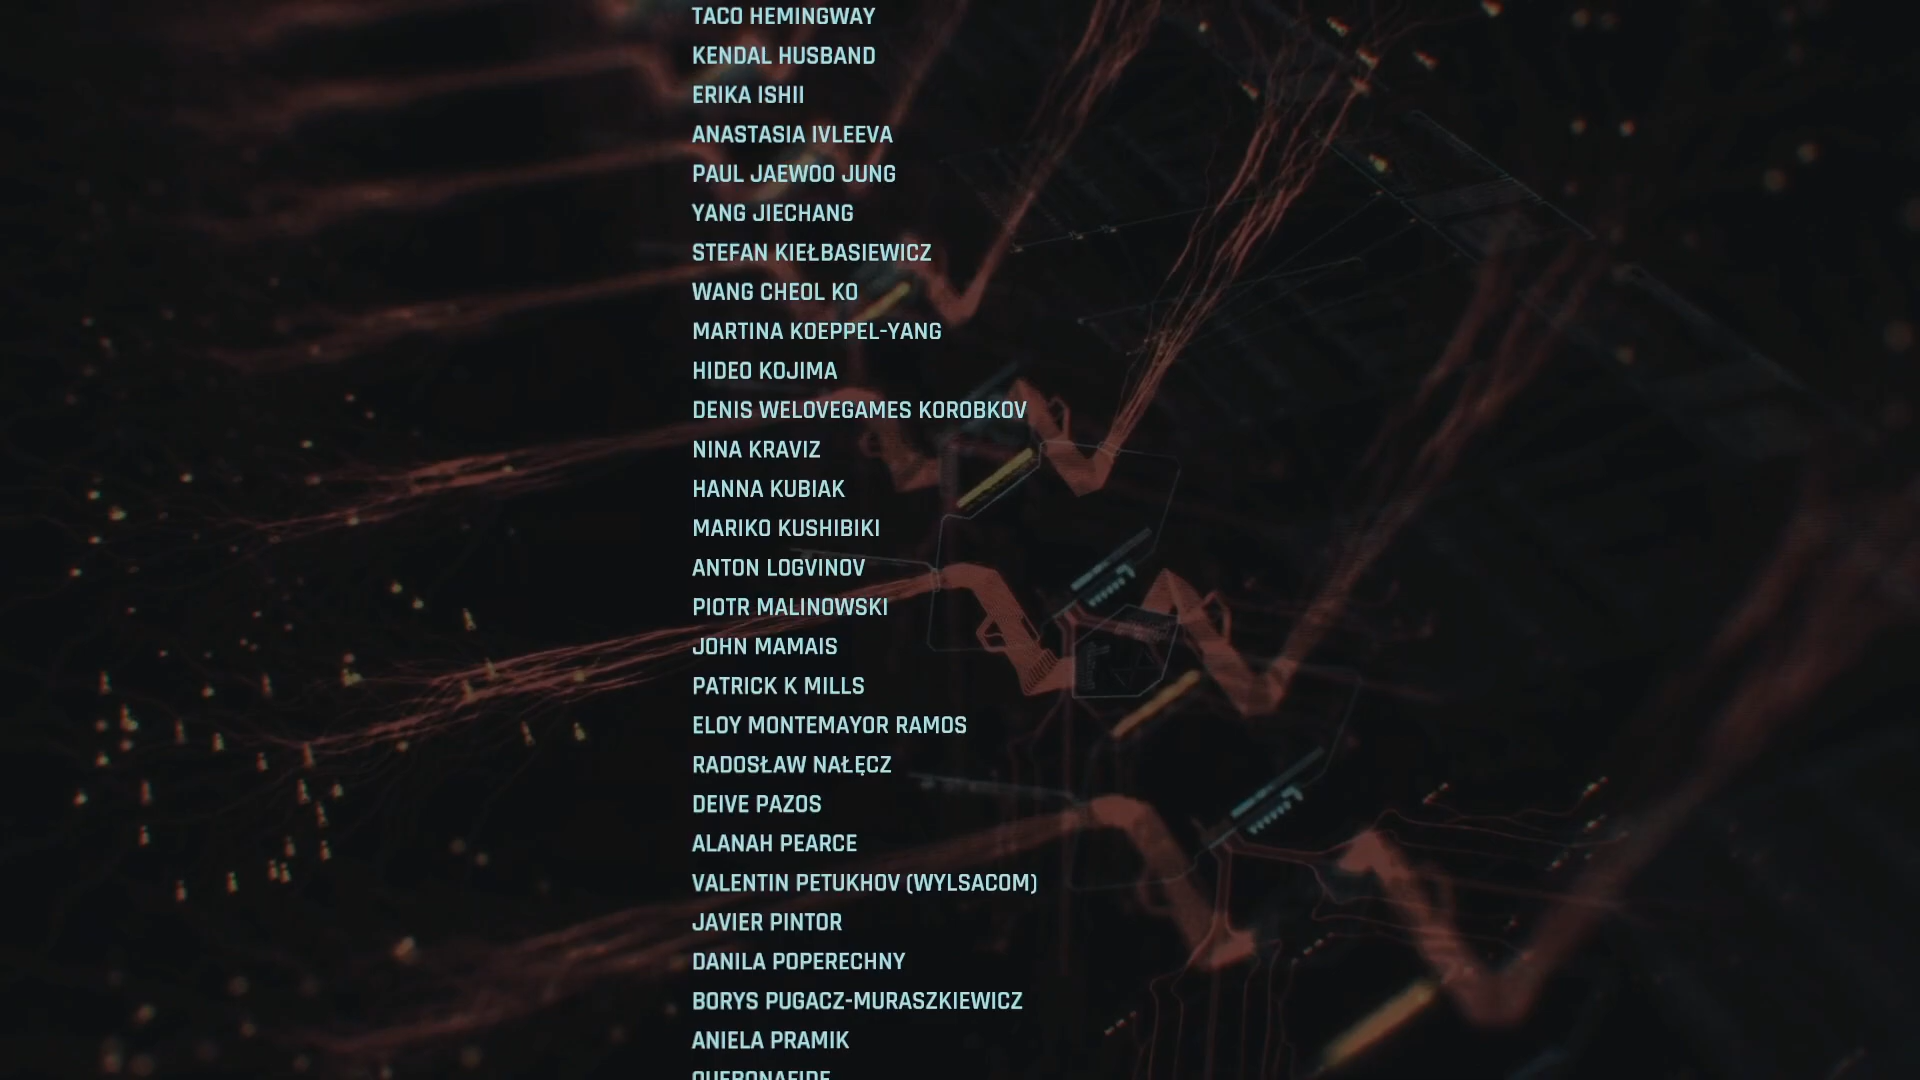 TACO HEMINGWAY
KENDAL HUSBAND
ERIKA ISHII
ANASTASIA IVLEEVA
PAUL JAEWOO JUNG
YANG JIECHANG
STEFAN KIEŁBASIEWICZ
WANG CHEOL KO
MARTINA KOEPPEL-YANG
HIDEO KOJIMA
DENIS WELOVEGAMES KOROBKOV
NINA KRAVIZ
HANNA KUBIAK
MARIKO KUSHIBIKI
ANTON LOGVINOV
PIOTR MALINOWSKI
JOHN MAMAIS
PATRICK K MILLS
ELOY MONTEMAYOR RAMOS
RADOSŁAW NAŁĘCZ
DEIVE PAZOS
ALANAH PEARCE
VALENTIN PETUKHOV (WYLSACOM)
JAVIER PINTOR
DANILA POPERECHNY
BORYS PUGACZ-MURASZKIEWICZ
ANIELA PRAMIK
QUEBONAFIDE